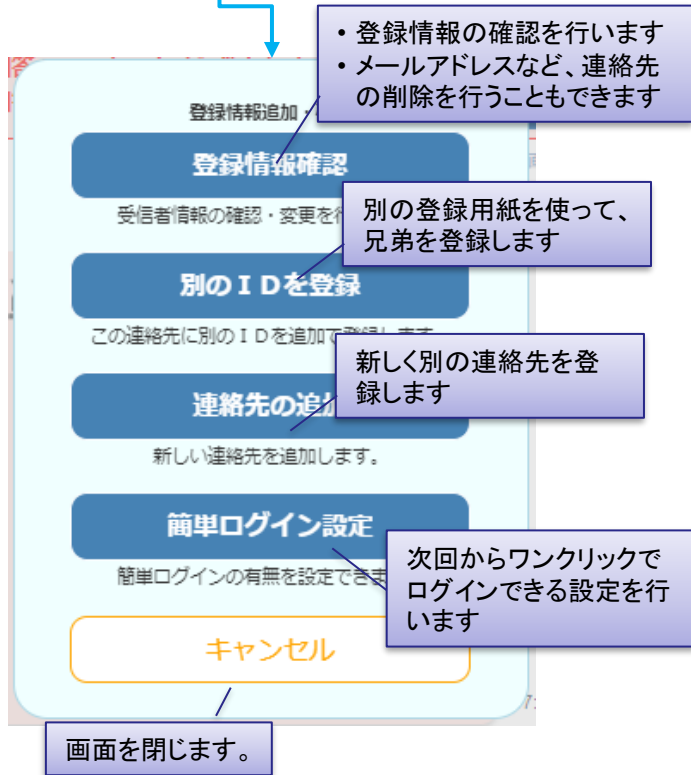 ・登録情報の確認を行います
・メールアドレスなど、連絡先
の削除を行うこともできます
登録情報追加・
登録情報確認
受信者情報の確認・変更を行
別の登録用紙を使って、
兄弟を登録します
別のＩＤを登録
この連絡先に別のＩＤを追加で登録します。
新しく別の連絡先を登
録します
連絡先の追加
新しい連絡先を追加します。
簡単ログイン設定
次回からワンクリックで
ログインできる設定を行
います
簡単ログインの有無を設定できま
キャンセル
画面を閉じます。